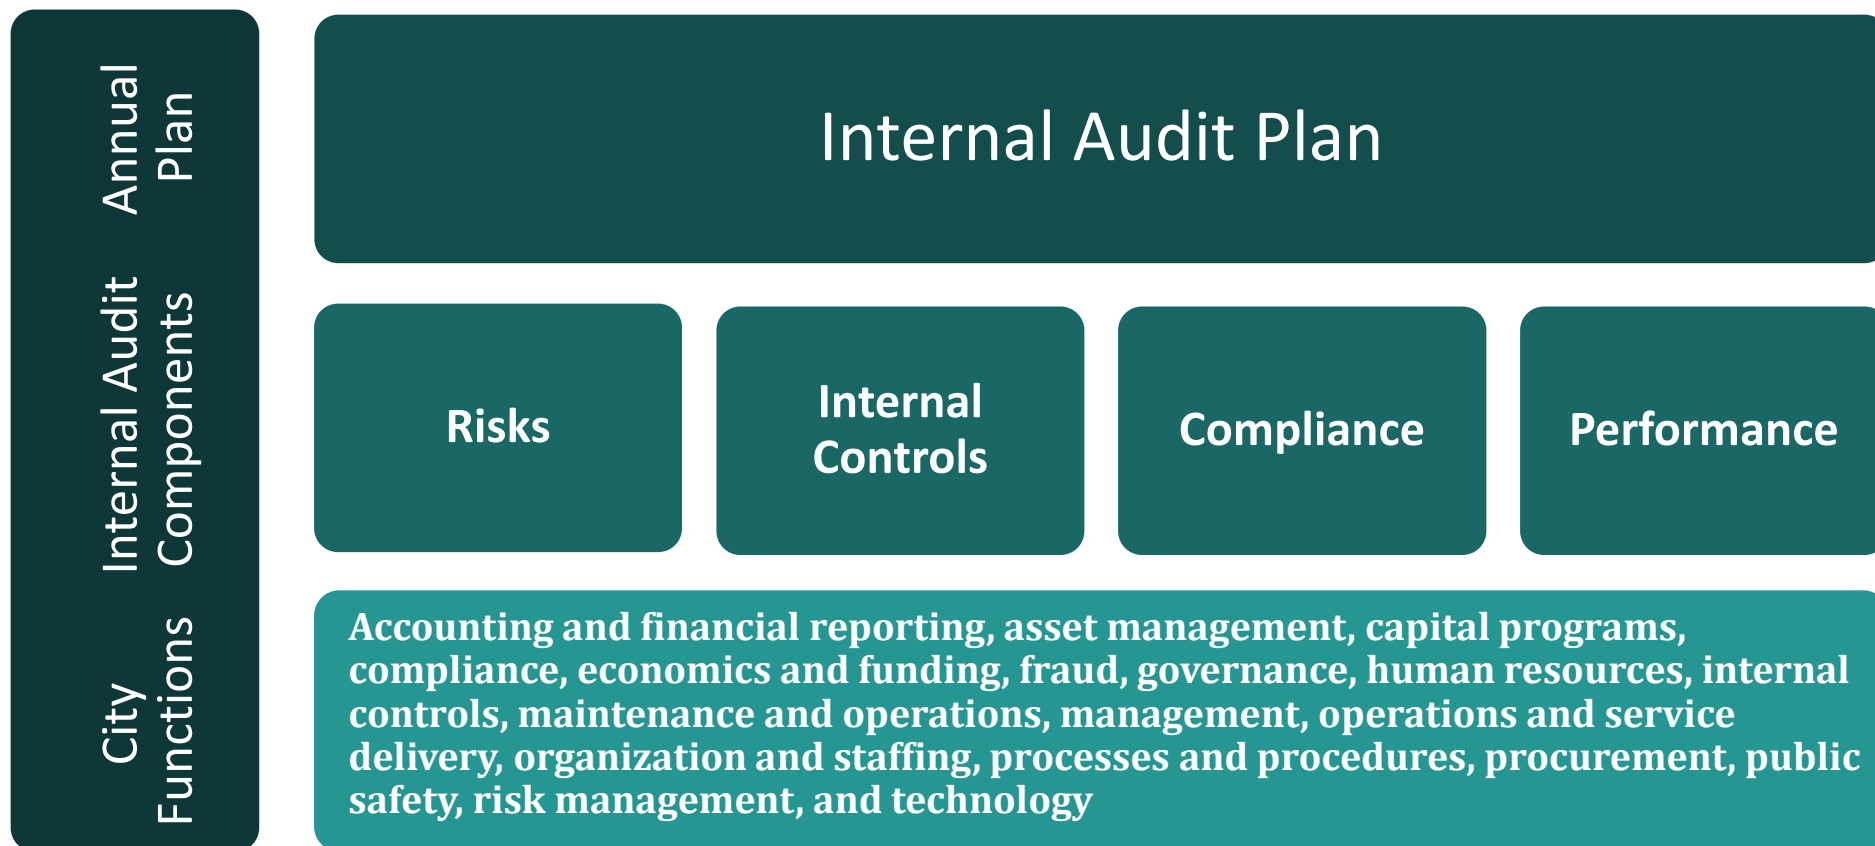 Annual
Plan
Internal Audit Plan
Internal Audit
Components
Risks
Internal
Controls
Compliance
Performance
City
Functions
Accounting and financial reporting, asset management, capital programs,
compliance, economics and funding, fraud, governance, human resources, internal
controls, maintenance and operations, management, operations and service
delivery, organization and staffing, processes and procedures, procurement, public
safety, risk management, and technology